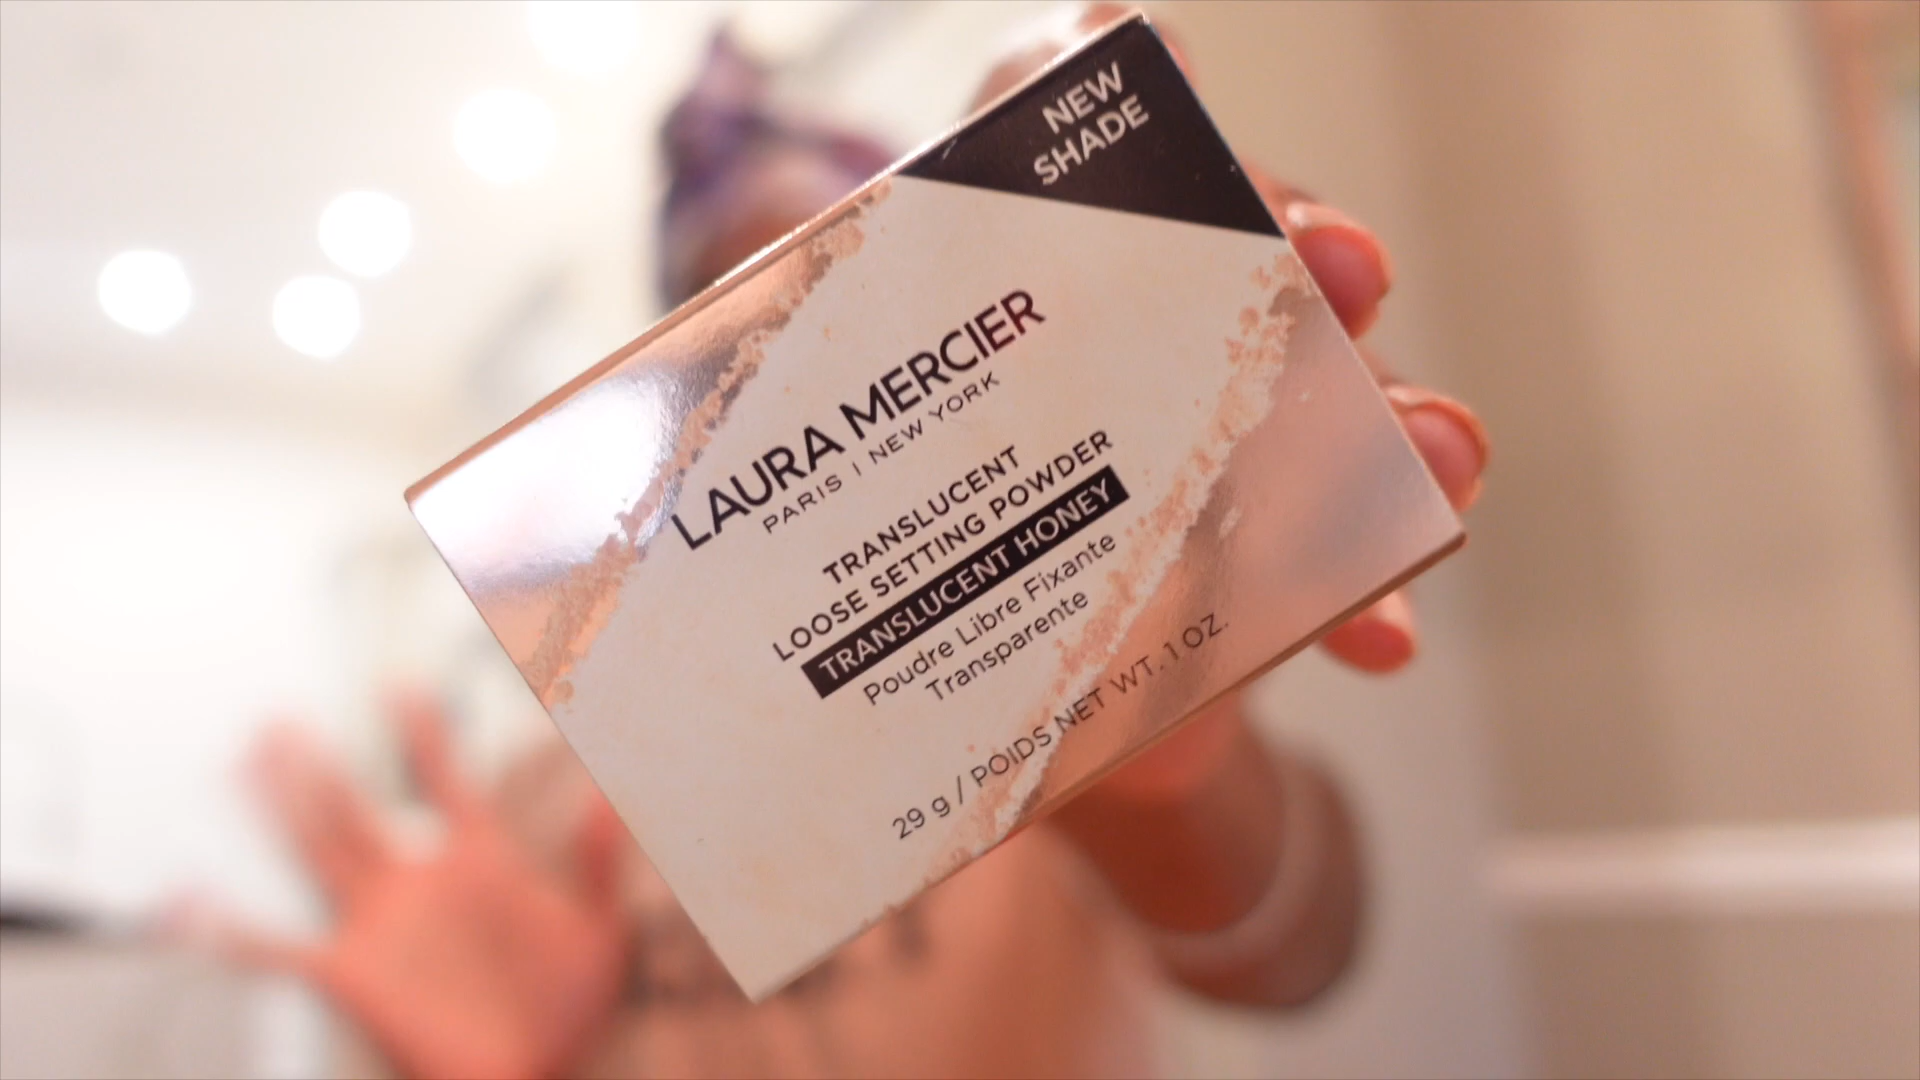 NEW
SHADE
LAURA MERCIER
PARIS | NEW YORK
TRANSLUCENT
LOOSE SETTING POWDER
TRANSLUCENT HONEY
Poudre Libre Fixante
Transparente
29 g / POIDS NET WT. 1 OZ.